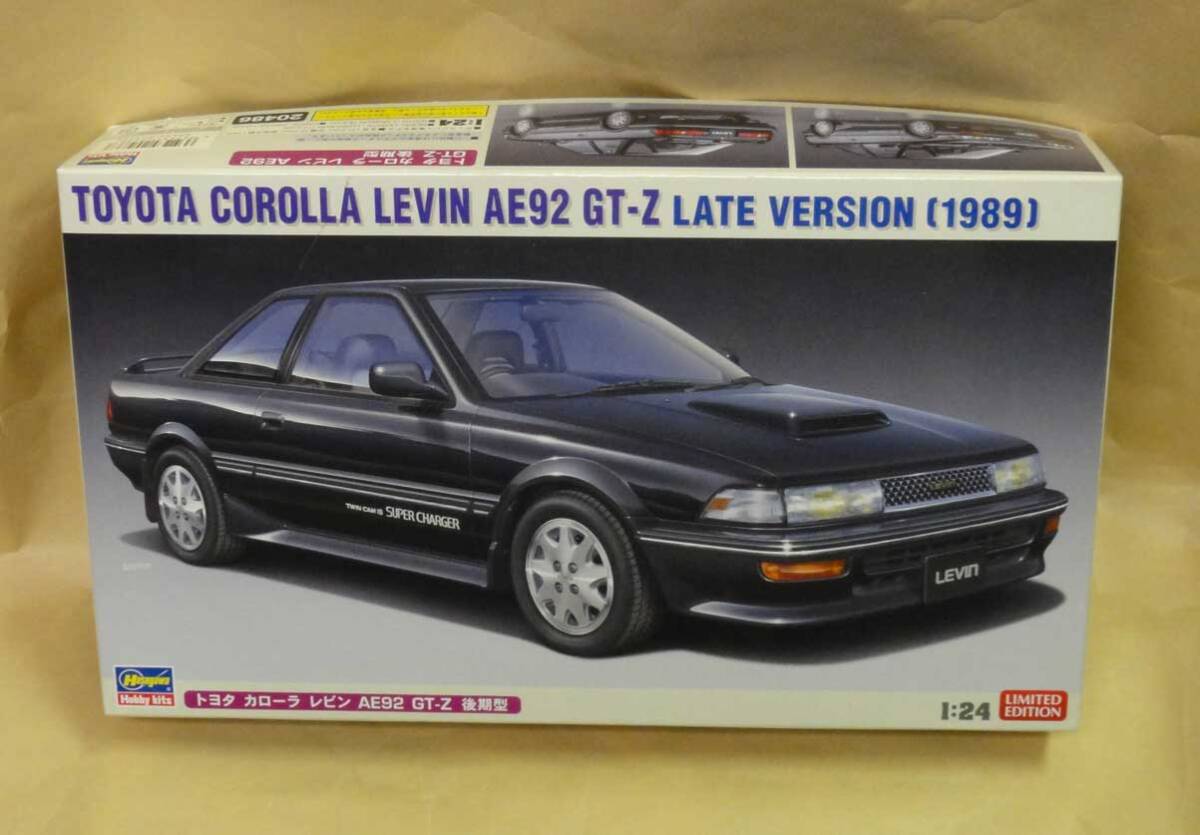 1:24
20486
トヨタ カローラ レビン AE92
GT-Z 後期型
TOYOTA COROLLA LEVIN AE92 GT-Z LATE VERSION (1989)
TWIN CAM 16 SUPER CHARGER
LEVIN
Hasegawa
Hobby kits
トヨタ カローラ レビン AE92 GT-Z 後期型
1:24
LIMITED
EDITION